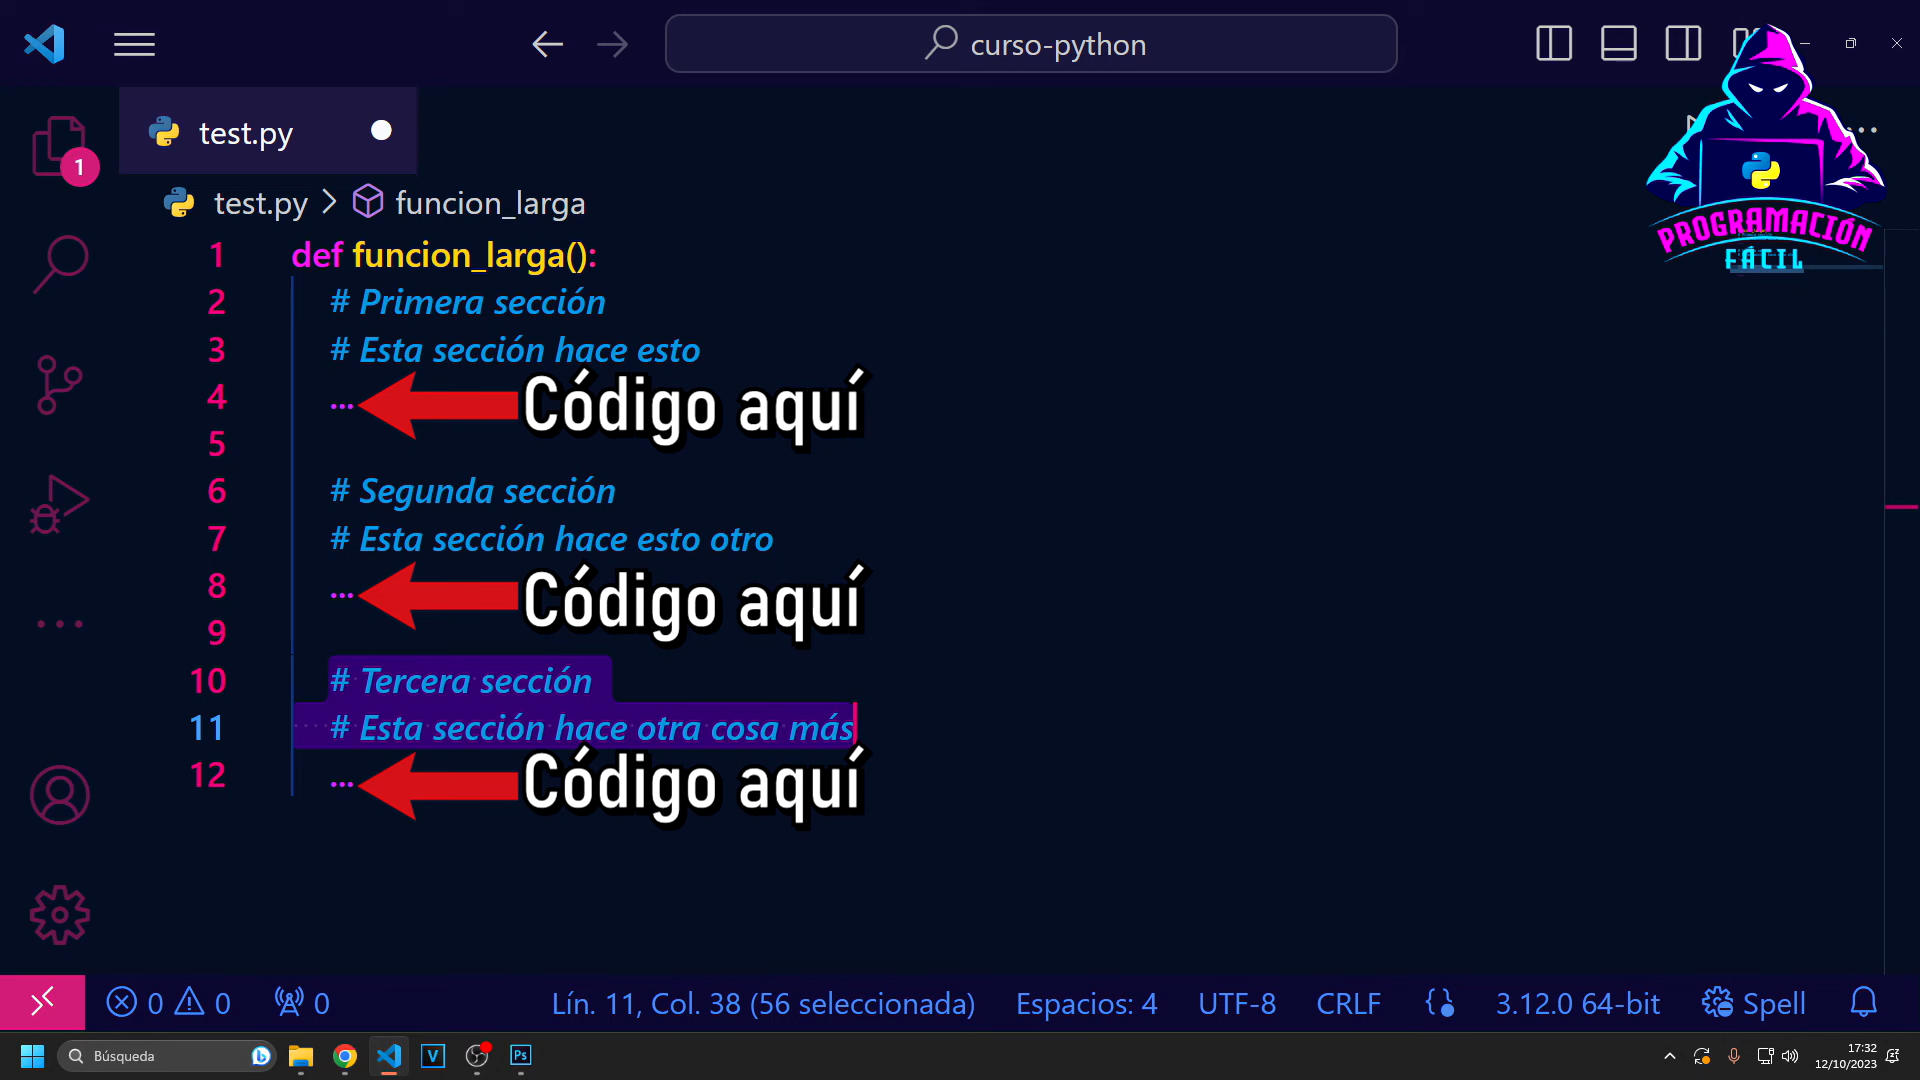 curso-python
test.py
1
test.py > funcion_larga
PROGRAMACIÓN
FÁCIL
1 def funcion_larga():
2 # Primera sección
3 # Esta sección hace esto
4 ... Código aquí
5
6 # Segunda sección
7 # Esta sección hace esto otro
8 ... Código aquí
9
10 # Tercera sección
11 # Esta sección hace otra cosa más
12 ... Código aquí
0 0 0 Lín. 11, Col. 38 (56 seleccionada) Espacios: 4 UTF-8 CRLF 3.12.0 64-bit Spell
Búsqueda V Ps 17:32
12/10/2023